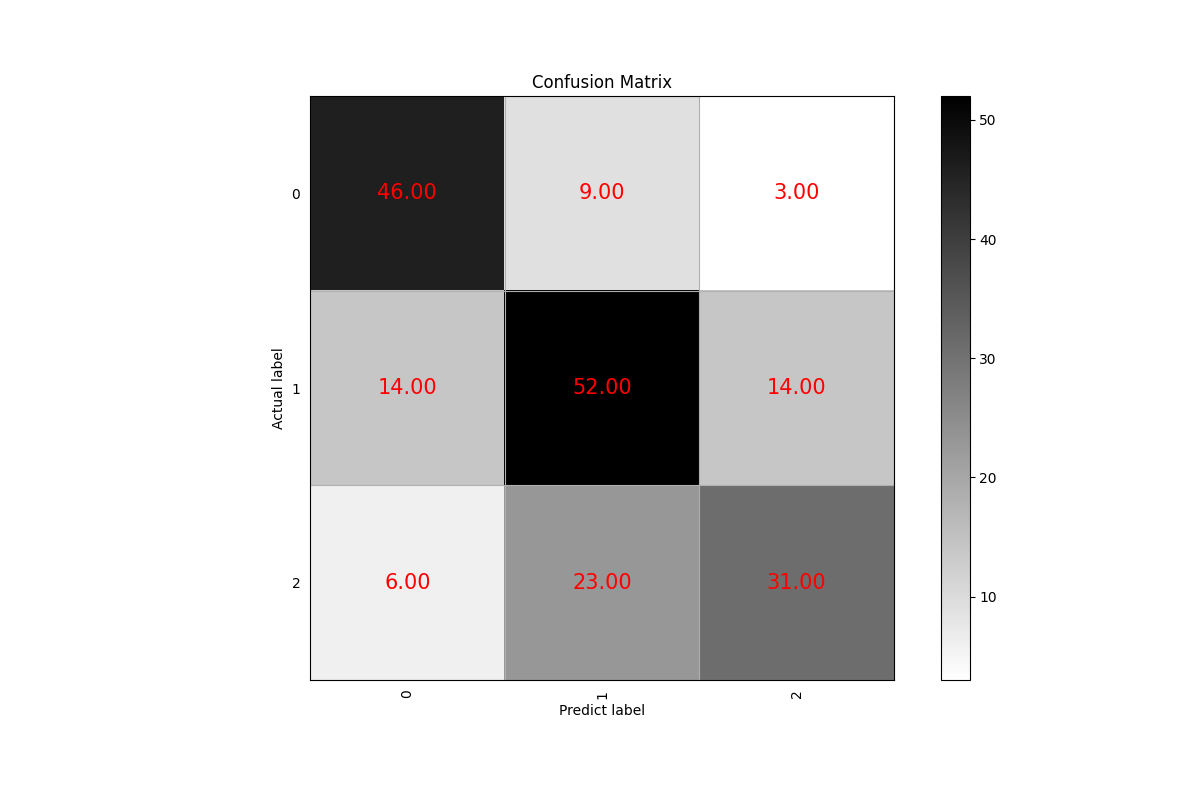 Confusion Matrix
0 46.00 9.00 3.00
Actual label
1 14.00 52.00 14.00
2 6.00 23.00 31.00
0 1 2
Predict label
50
40
30
20
10